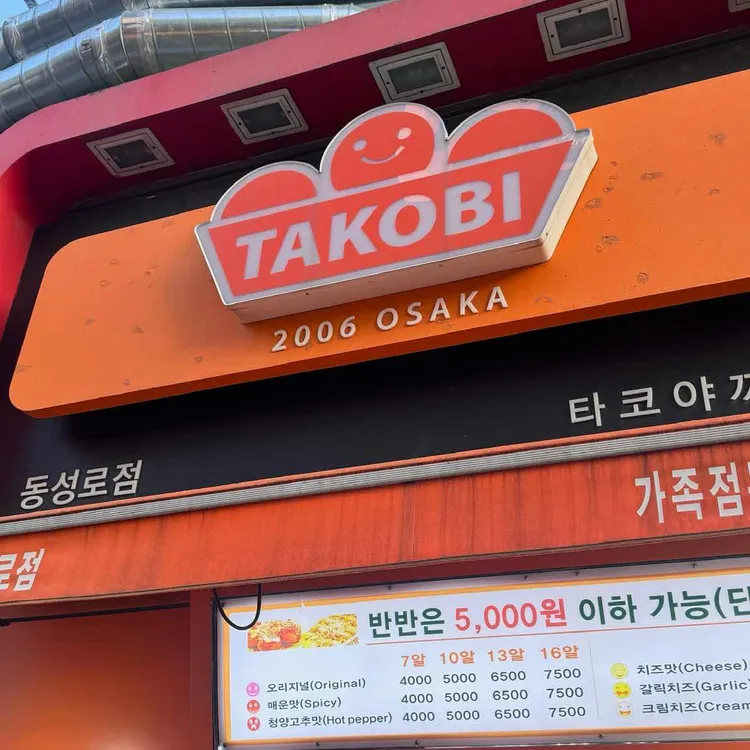 TAKOBI
2006 OSAKA
타코야
동성로점
가족점
로점
반반은 5,000원 이하 가능(단
7알 10알 13알 16알
오리지널(Original) 4000 5000 6500 7500
매운맛(Spicy) 4000 5000 6500 7500
청양고추맛(Hot pepper) 4000 5000 6500 7500
치즈맛(Cheese)
갈릭치즈(Garlic
크림치즈(Cream